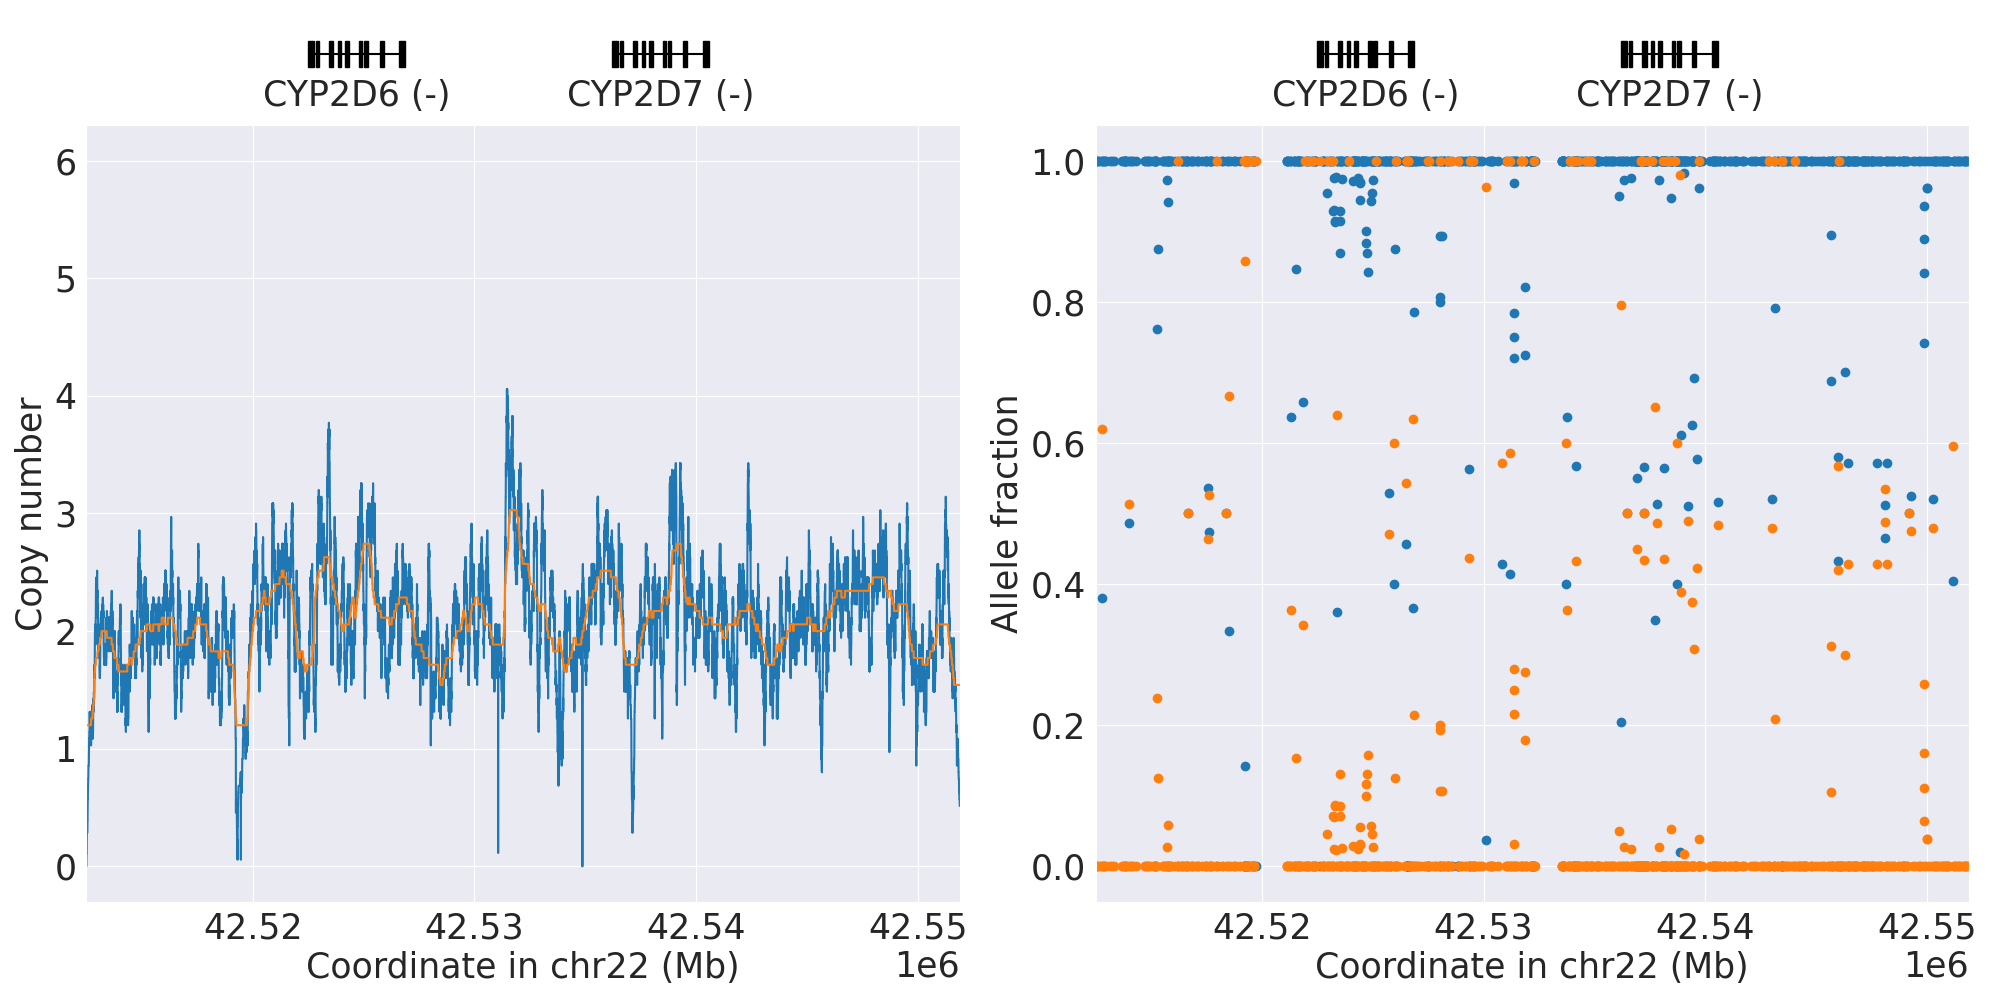 CYP2D6 (-) CYP2D7 (-)
6
5
4
3
2
1
0
Copy number
42.52 42.53 42.54 42.55
Coordinate in chr22 (Mb)
1e6
CYP2D6 (-) CYP2D7 (-)
1.0
0.8
0.6
0.4
0.2
0.0
Allele fraction
42.52 42.53 42.54 42.55
Coordinate in chr22 (Mb)
1e6